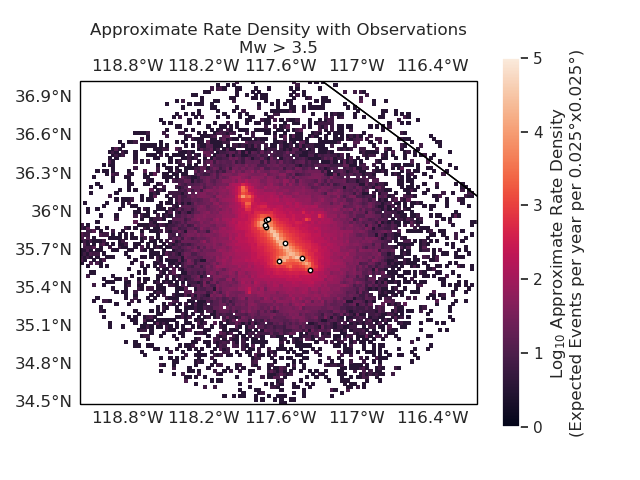 Approximate Rate Density with Observations
Mw > 3.5
118.8°W 118.2°W 117.6°W 117°W 116.4°W
36.9°N
36.6°N
36.3°N
36°N
35.7°N
35.4°N
35.1°N
34.8°N
34.5°N
118.8°W 118.2°W 117.6°W 117°W 116.4°W
5
4
3
2
1
0
Log₁₀ Approximate Rate Density
(Expected Events per year per 0.025°x0.025°)